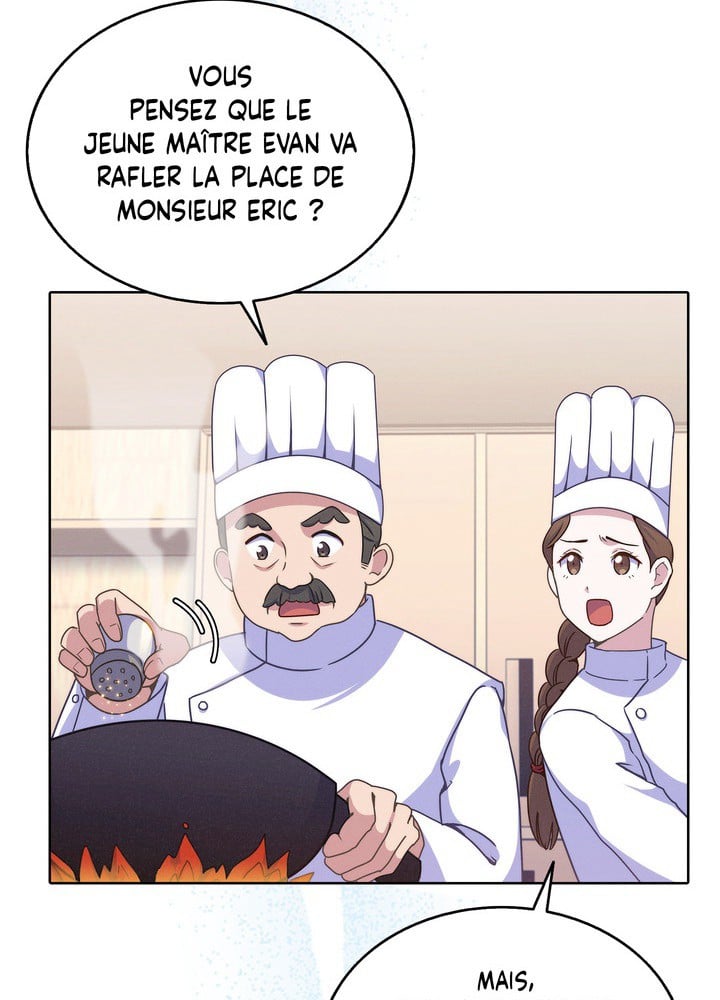 VOUS
PENSEZ QUE LE
JEUNE MAÎTRE EVAN VA
RAFLER LA PLACE DE
MONSIEUR ERIC ?
MAIS,